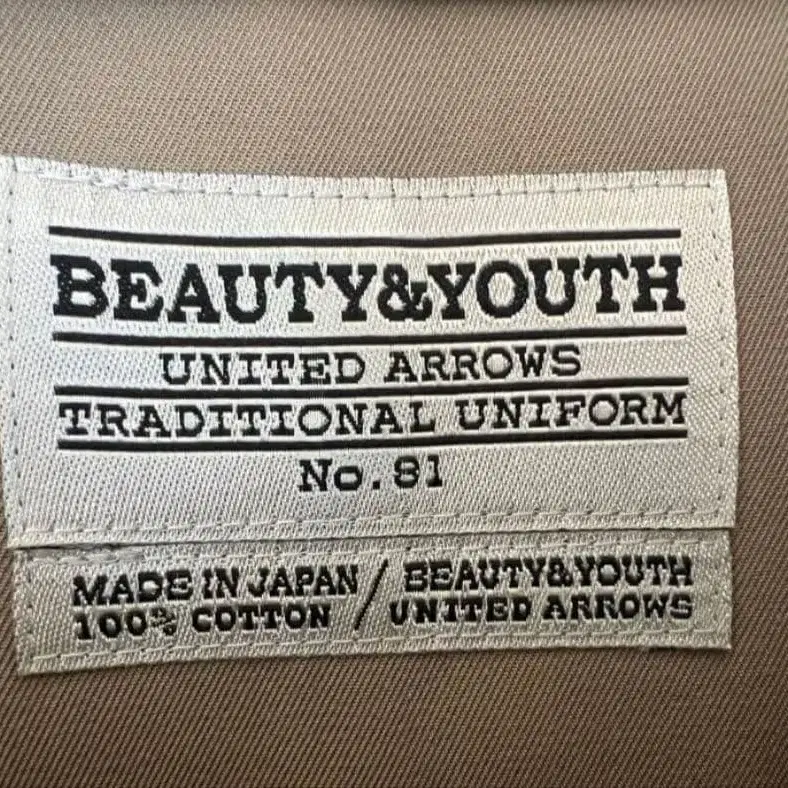 BEAUTY&YOUTH
UNITED ARROWS
TRADITIONAL UNIFORM
No.81
MADE IN JAPAN / BEAUTY&YOUTH
100% COTTON / UNITED ARROWS